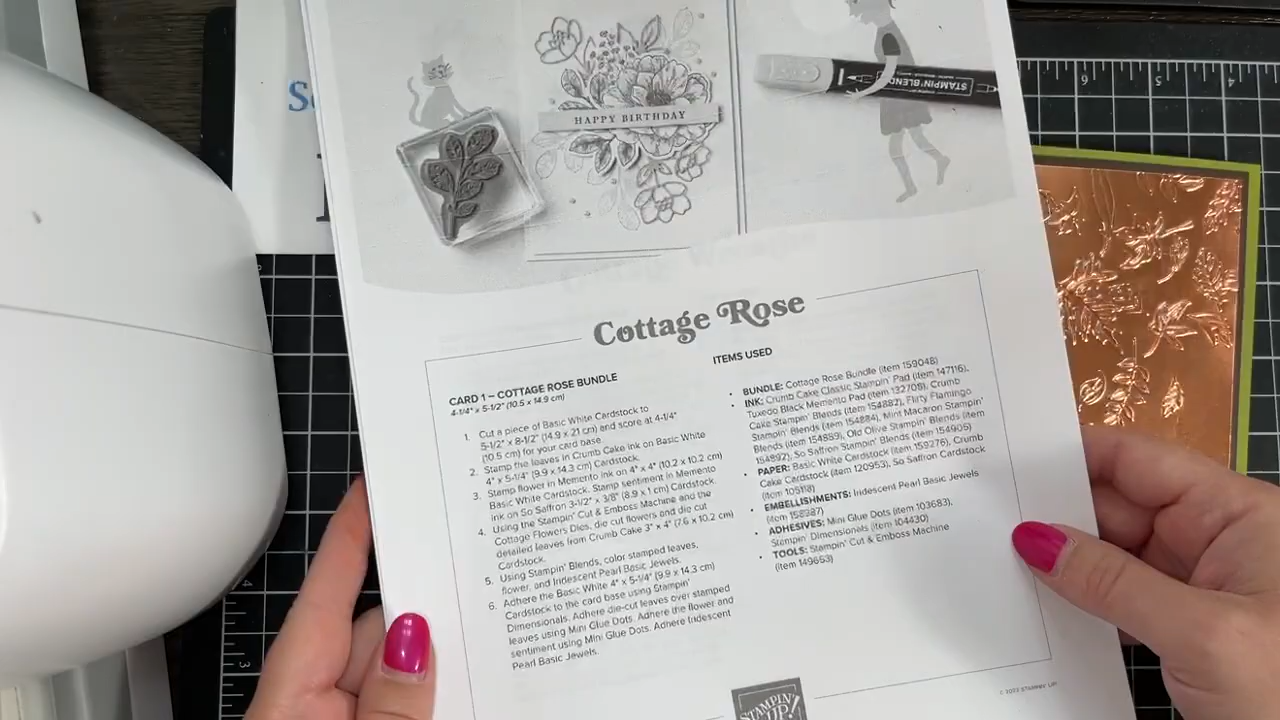 HAPPY BIRTHDAY
STAMPIN' BLENDS
6
5
4
3
Cottage Rose
CARD 1 – COTTAGE ROSE BUNDLE
4-1/4" x 5-1/2" (10.5 x 14.9 cm)
1. Cut a piece of Basic White Cardstock to
5-1/2" x 8-1/2" (14.9 x 21 cm) and score at 4-1/4"
(10.5 cm) for your card base.
2. Stamp the leaves in Crumb Cake ink on Basic White
4" x 5-1/4" (9.9 x 14.3 cm) Cardstock.
3. Stamp flower in Memento ink on 4" x 4" (10.2 x 10.2 cm)
Basic White Cardstock. Stamp sentiment in Memento
ink on So Saffron 3-1/2" x 3/8" (8.9 x 1 cm) Cardstock.
4. Using the Stampin' Cut & Emboss Machine and the
Cottage Flowers Dies, die cut flowers and die cut
detailed leaves from Crumb Cake 3" x 4" (7.6 x 10.2 cm)
Cardstock.
5. Using Stampin' Blends, color stamped leaves,
flower, and Iridescent Pearl Basic Jewels.
6. Adhere the Basic White 4" x 5-1/4" (9.9 x 14.3 cm)
Cardstock to the card base using Stampin'
Dimensionals. Adhere die-cut leaves over stamped
leaves using Mini Glue Dots. Adhere the flower and
sentiment using Mini Glue Dots. Adhere Iridescent
Pearl Basic Jewels.
ITEMS USED
• BUNDLE: Cottage Rose Bundle (item 159048)
• INK: Crumb Cake Classic Stampin' Pad (item 147116),
Tuxedo Black Memento Pad (item 132708), Crumb
Cake Stampin' Blends (item 154882), Flirty Flamingo
Stampin' Blends (item 154884), Mint Macaron Stampin'
Blends (item 154889), Old Olive Stampin' Blends (item
154892), So Saffron Stampin' Blends (item 154905)
• PAPER: Basic White Cardstock (item 159276), Crumb
Cake Cardstock (item 120953), So Saffron Cardstock
(item 105118)
• EMBELLISHMENTS: Iridescent Pearl Basic Jewels
(item 158987)
• ADHESIVES: Mini Glue Dots (item 103683),
Stampin' Dimensionals (item 104430)
• TOOLS: Stampin' Cut & Emboss Machine
(item 149653)
STAMPIN'
UP!
© 2023 STAMPIN' UP!